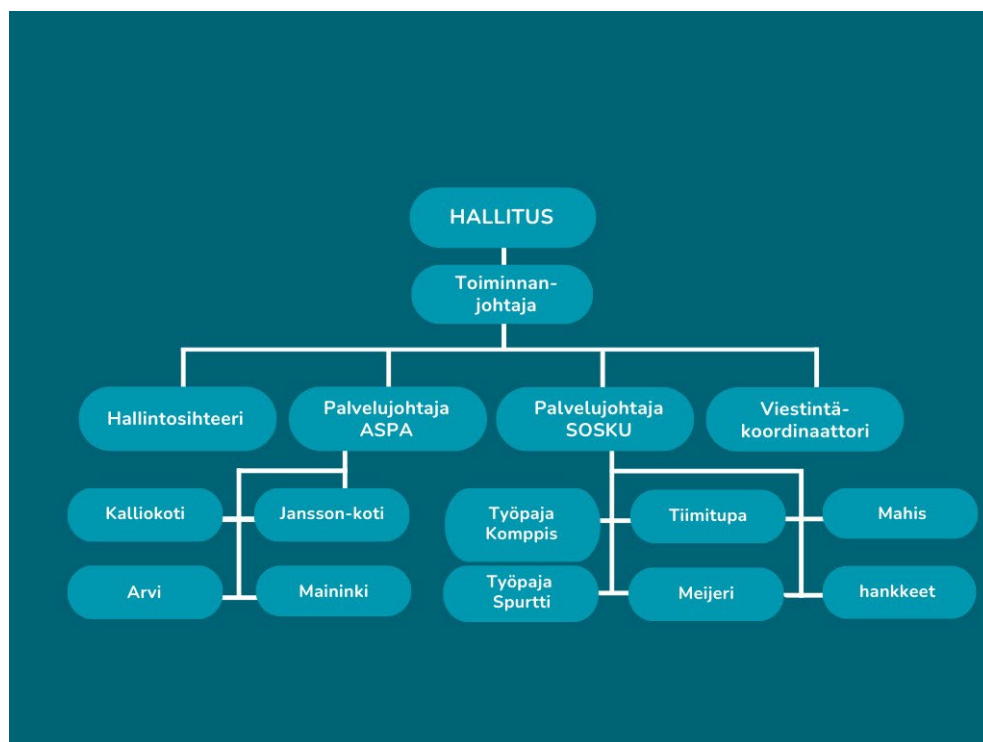 HALLITUS
Toiminnan-
johtaja
Hallintosihteeri
Palvelujohtaja
ASPA
Palvelujohtaja
SOSKU
Viestintä-
koordinaattori
Kalliokoti
Jansson-koti
Työpaja
Komppis
Tiimitupa
Mahis
Arvi
Maininki
Työpaja
Spurtti
Meijeri
hankkeet